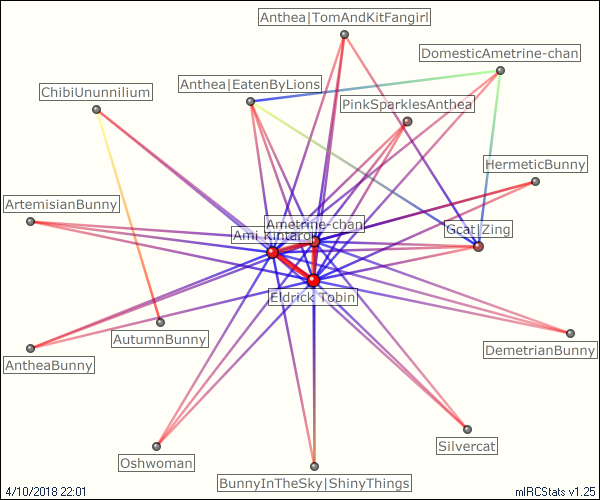 Anthea|TomAndKitFangirl
DomesticAmetrine-chan
Anthea|EatenByLions
ChibiUnunnilium
PinkSparklesAnthea
HermeticBunny
ArtemisianBunny
Ametrine-chan
Gcat|Zing
Ami_Kintaro
Eldrick_Tobin
AutumnBunny
DemetrianBunny
AntheaBunny
Silvercat
Oshwoman
BunnyInTheSky|ShinyThings
4/10/2018 22:01
mIRCStats v1.25